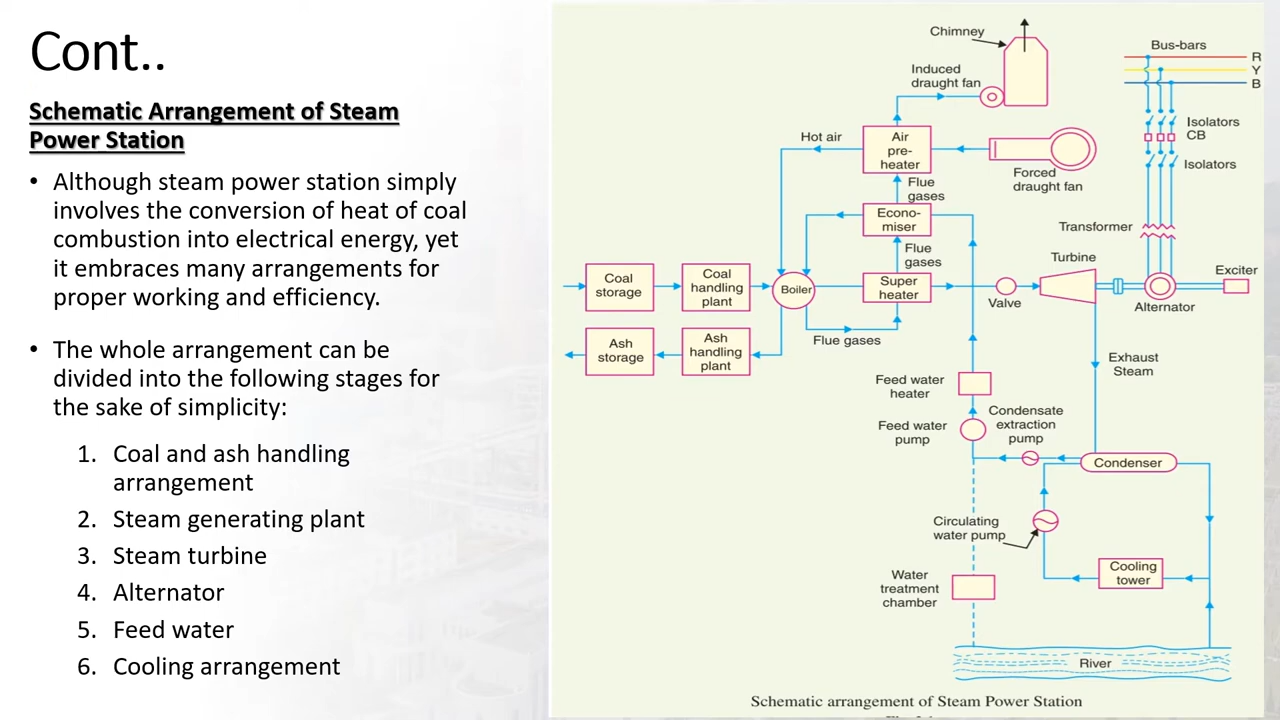 Cont..
Schematic Arrangement of Steam
Power Station
• Although steam power station simply
involves the conversion of heat of coal
combustion into electrical energy, yet
it embraces many arrangements for
proper working and efficiency.
• The whole arrangement can be
divided into the following stages for
the sake of simplicity:
1. Coal and ash handling
arrangement
2. Steam generating plant
3. Steam turbine
4. Alternator
5. Feed water
6. Cooling arrangement
Chimney
Induced
draught fan
Bus-bars
R
Y
B
Isolators
CB
Isolators
Hot air
Air
pre-
heater
Forced
draught fan
Flue
gases
Econo-
miser
Flue
gases
Transformer
Turbine
Exciter
Coal
storage
Coal
handling
plant
Boiler
Super
heater
Valve
Alternator
Ash
storage
Ash
handling
plant
Flue gases
Exhaust
Steam
Feed water
heater
Condensate
extraction
pump
Feed water
pump
Condenser
Circulating
water pump
Cooling
tower
Water
treatment
chamber
River
Schematic arrangement of Steam Power Station